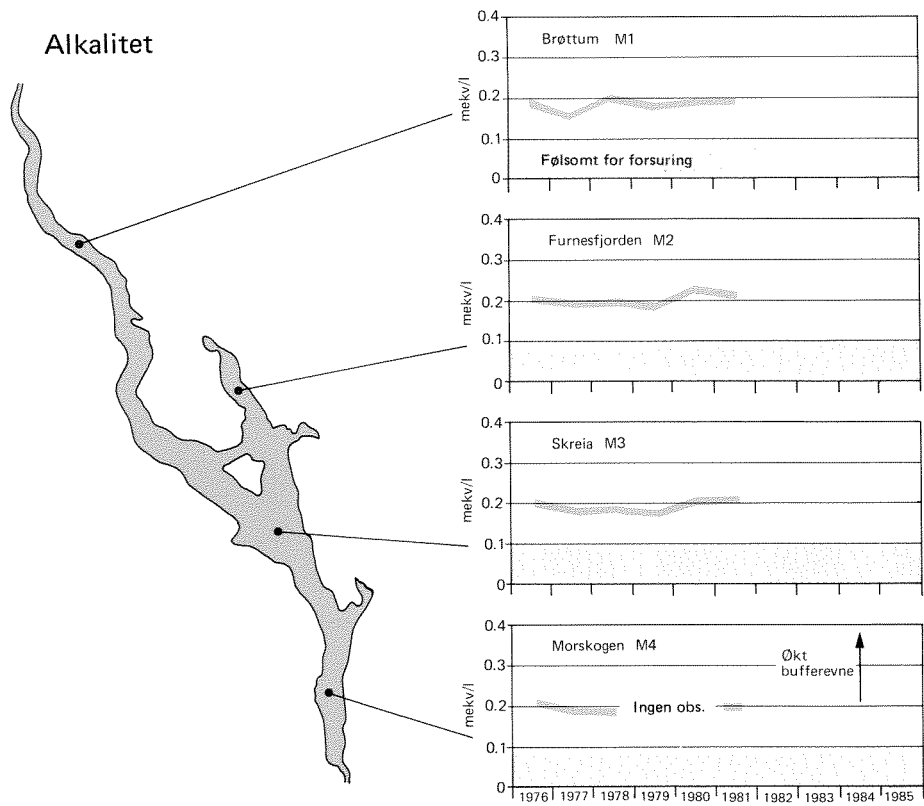 Alkalitet
0.4
Brøttum M1
0.3
mekv/l
0.2
0.1
Følsomt for forsuring
0
0.4
Furnesfjorden M2
0.3
mekv/l
0.2
0.1
0
0.4
Skreia M3
0.3
mekv/l
0.2
0.1
0
0.4
Morskogen M4
Økt
bufferevne
0.3
mekv/l
0.2
Ingen obs.
0.1
0
1976 1977 1978 1979 1980 1981 1982 1983 1984 1985